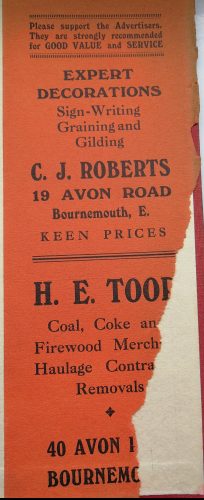 Please support the Advertisers.
They are strongly recommended
for GOOD VALUE and SERVICE
EXPERT
DECORATIONS
Sign-Writing
Graining and
Gilding
C. J. ROBERTS
19 AVON ROAD
Bournemouth, E.
KEEN PRICES
H. E. TOOP
Coal, Coke an
Firewood Merch
Haulage Contra
Removals
40 AVON
BOURNEMO